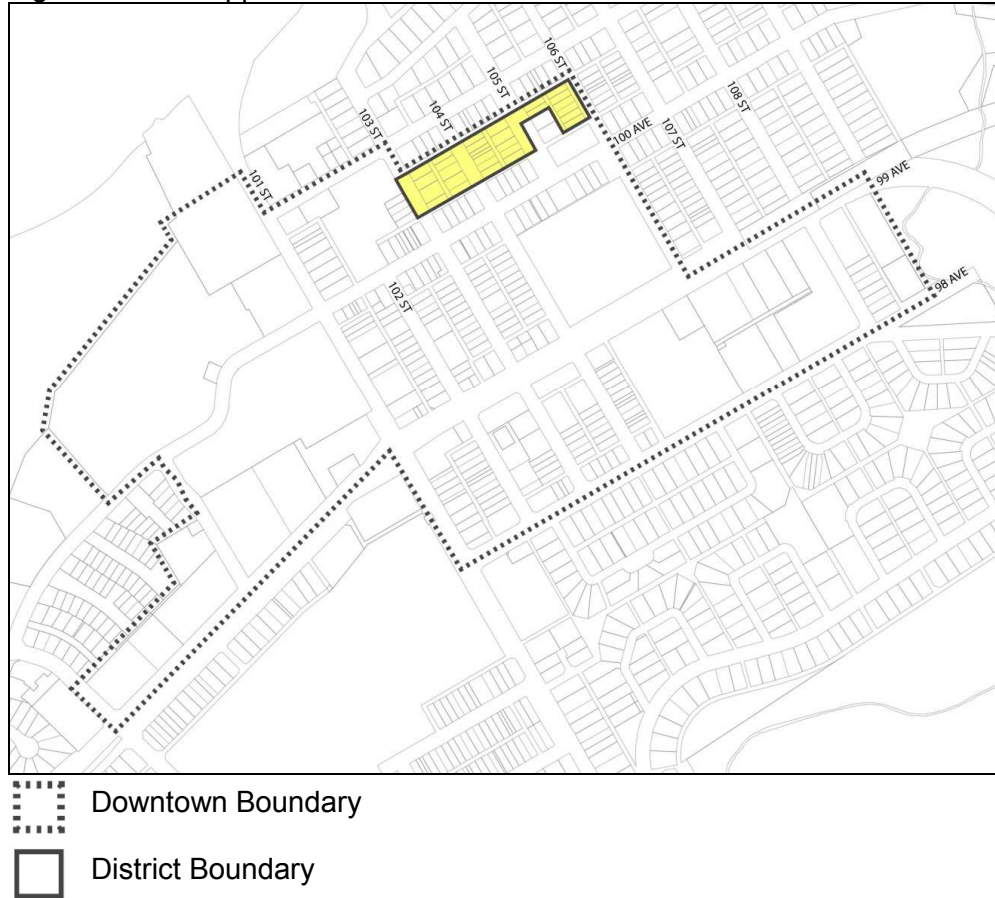 106 ST
105 ST
104 ST
103 ST
108 ST
107 ST
100 AVE
101 ST
99 AVE
98 AVE
102 ST
Downtown Boundary
District Boundary